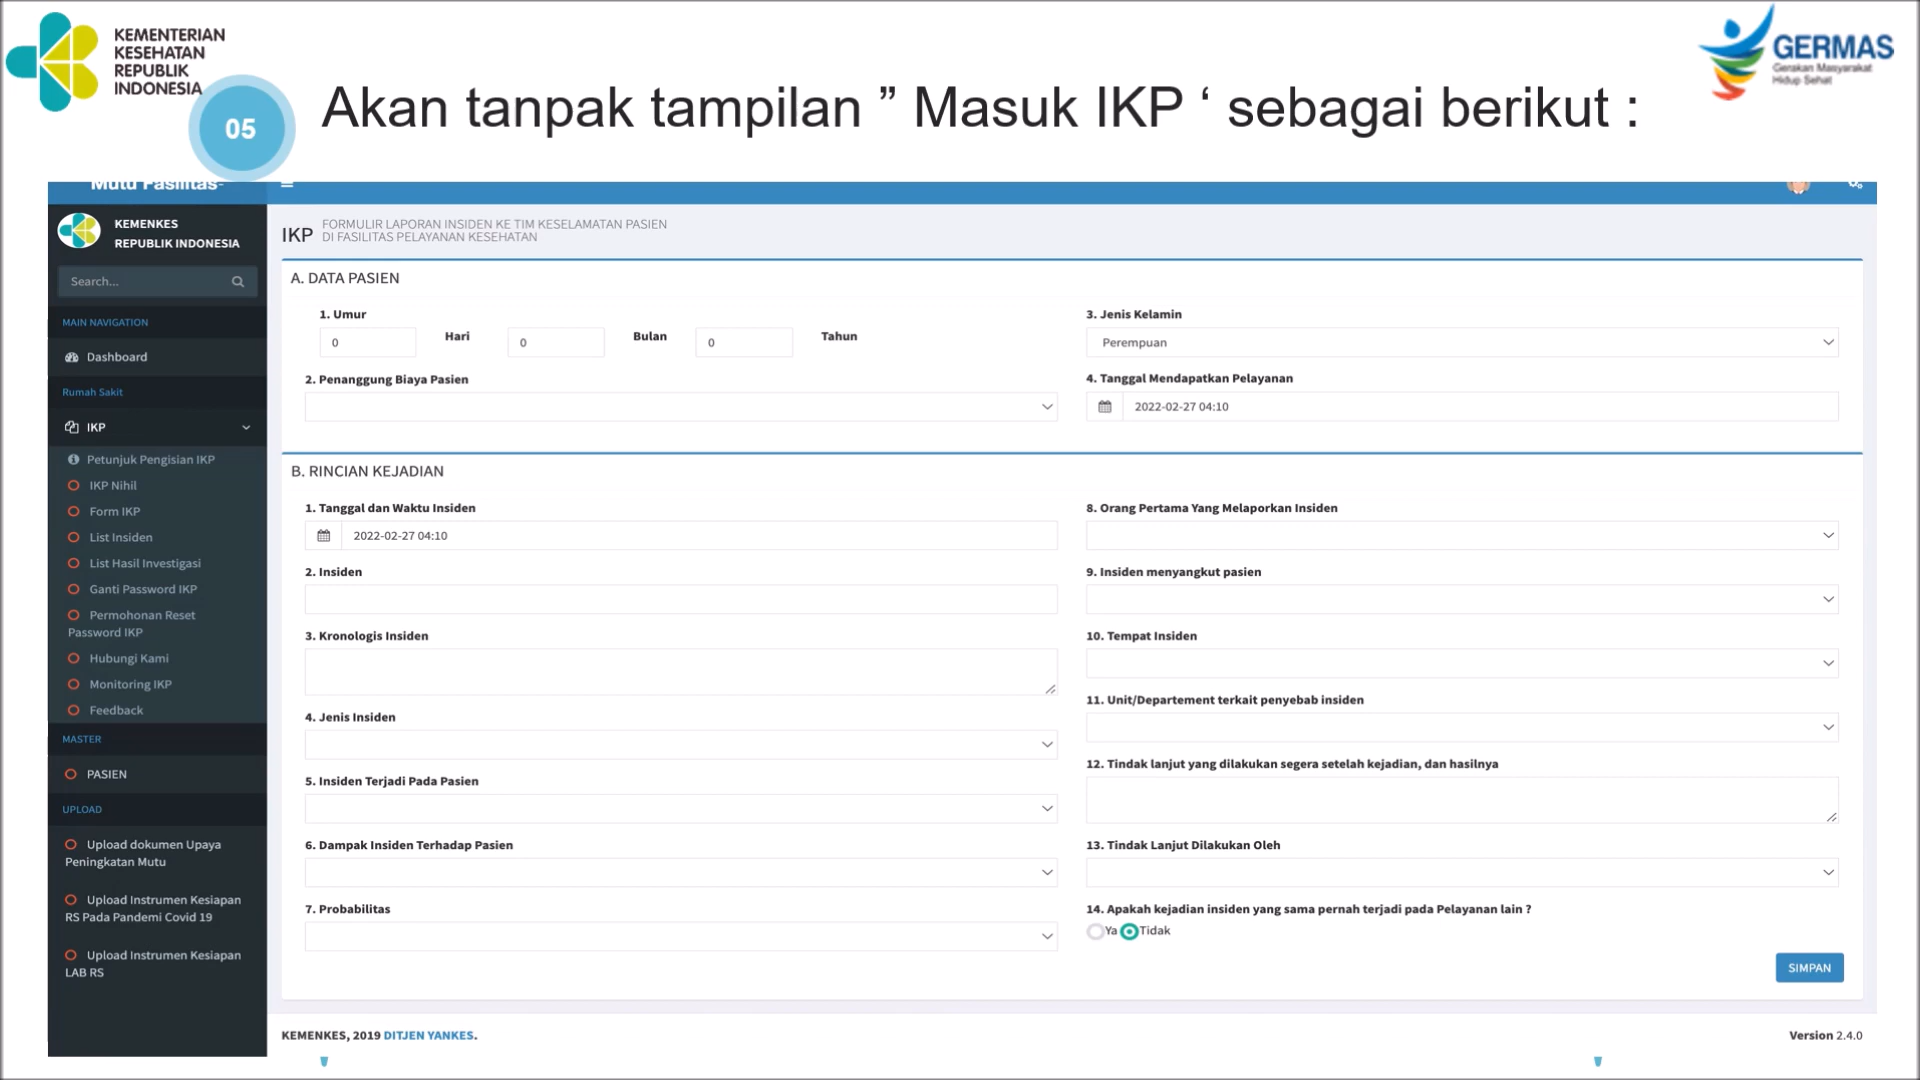 KEMENTERIAN
KESEHATAN
REPUBLIK
INDONESIA
GERMAS
Gerakan Masyarakat
Hidup Sehat
05
Akan tanpak tampilan ” Masuk IKP ‘ sebagai berikut :
Mutu Fasilitas-
KEMENKES
REPUBLIK INDONESIA
Search...
MAIN NAVIGATION
Dashboard
Rumah Sakit
IKP
Petunjuk Pengisian IKP
IKP Nihil
Form IKP
List Insiden
List Hasil Investigasi
Ganti Password IKP
Permohonan Reset
Password IKP
Hubungi Kami
Monitoring IKP
Feedback
MASTER
PASIEN
UPLOAD
Upload dokumen Upaya
Peningkatan Mutu
Upload Instrumen Kesiapan
RS Pada Pandemi Covid 19
Upload Instrumen Kesiapan
LAB RS
IKP FORMULIR LAPORAN INSIDEN KE TIM KESELAMATAN PASIEN
DI FASILITAS PELAYANAN KESEHATAN
A. DATA PASIEN
1. Umur
0 Hari 0 Bulan 0 Tahun
2. Penanggung Biaya Pasien
3. Jenis Kelamin
Perempuan
4. Tanggal Mendapatkan Pelayanan
2022-02-27 04:10
B. RINCIAN KEJADIAN
1. Tanggal dan Waktu Insiden
2022-02-27 04:10
2. Insiden
3. Kronologis Insiden
4. Jenis Insiden
5. Insiden Terjadi Pada Pasien
6. Dampak Insiden Terhadap Pasien
7. Probabilitas
8. Orang Pertama Yang Melaporkan Insiden
9. Insiden menyangkut pasien
10. Tempat Insiden
11. Unit/Departement terkait penyebab insiden
12. Tindak lanjut yang dilakukan segera setelah kejadian, dan hasilnya
13. Tindak Lanjut Dilakukan Oleh
14. Apakah kejadian insiden yang sama pernah terjadi pada Pelayanan lain ?
Ya Tidak
SIMPAN
KEMENKES, 2019 DITJEN YANKES.
Version 2.4.0